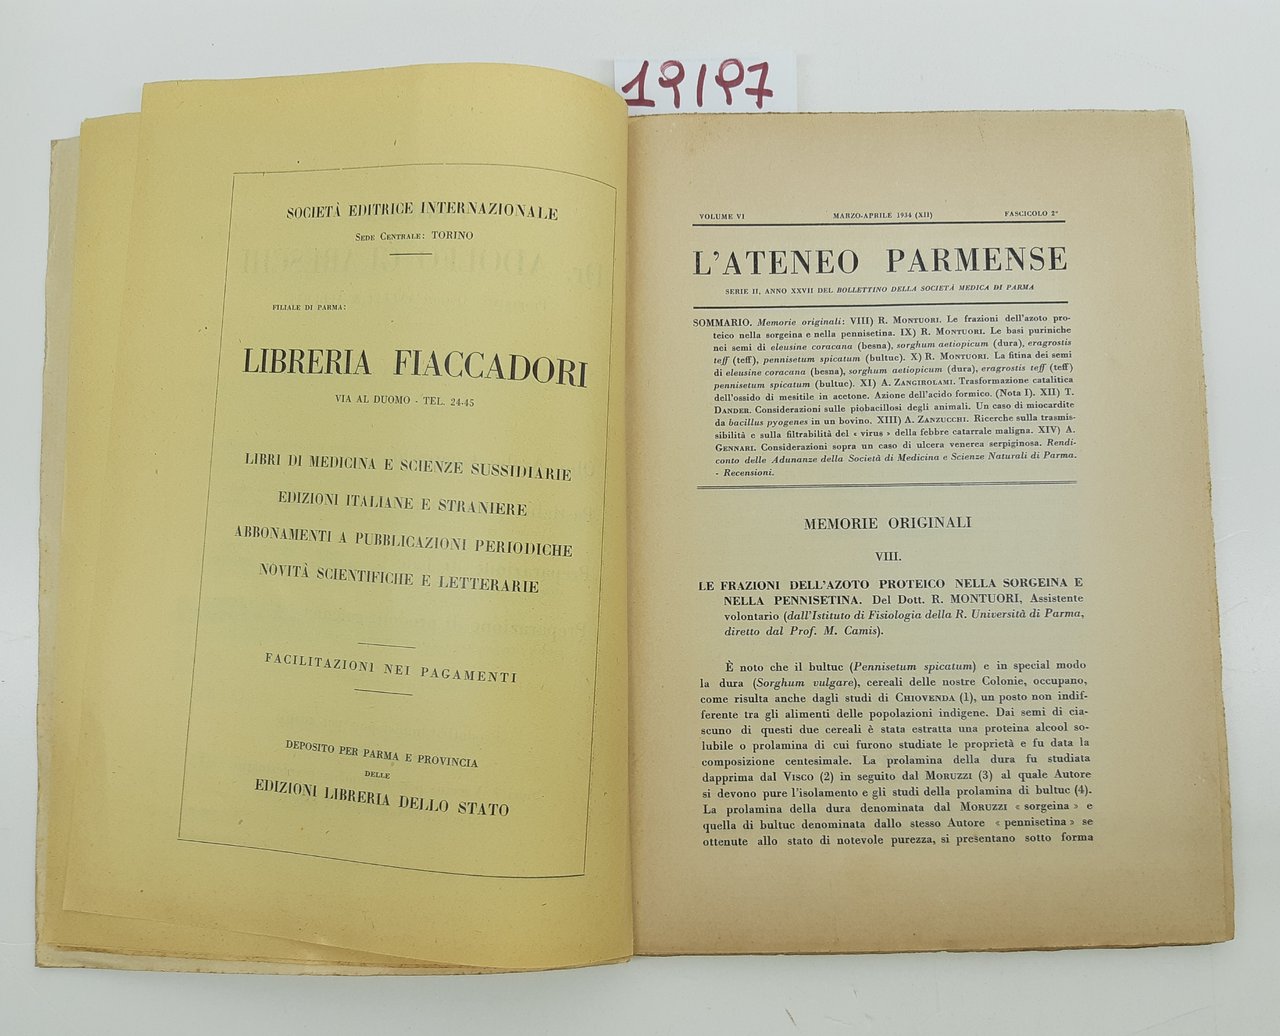 19/97
SOCIETÀ EDITRICE INTERNAZIONALE
SEDE CENTRALE: TORINO
FILIALE DI PARMA:
LIBRERIA FIACCADORI
VIA AL DUOMO - TEL. 24-45
LIBRI DI MEDICINA E SCIENZE SUSSIDIARIE
EDIZIONI ITALIANE E STRANIERE
ABBONAMENTI A PUBBLICAZIONI PERIODICHE
NOVITÀ SCIENTIFICHE E LETTERARIE
FACILITAZIONI NEI PAGAMENTI
DEPOSITO PER PARMA E PROVINCIA
DELLE
EDIZIONI LIBRERIA DELLO STATO
VOLUME VI MARZO-APRILE 1934 (XII) FASCICOLO 2°
L'ATENEO PARMENSE
SERIE II, ANNO XXVII DEL BOLLETTINO DELLA SOCIETÀ MEDICA DI PARMA
SOMMARIO. Memorie originali: VIII) R. MONTUORI. Le frazioni dell'azoto pro-
teico nella sorgeina e nella pennisetina. IX) R. MONTUORI. Le basi puriniche
nei semi di eleusine coracana (besna), sorghum aetiopicum (dura), eragrostis
teff (teff), pennisetum spicatum (bultuc). X) R. MONTUORI. La fitina dei semi
di eleusine coracana (besna), sorghum aetiopicum (dura), eragrostis teff (teff)
pennisetum spicatum (bultuc). XI) A. ZANGIROLAMI. Trasformazione catalitica
dell'ossido di mesitile in acetone. Azione dell'acido formico. (Nota I). XII) T.
DANDER. Considerazioni sulle piobacillosi degli animali. Un caso di miocardite
da bacillus pyogenes in un bovino. XIII) A. ZANZUCCHI. Ricerche sulla trasmis-
sibilità e sulla filtrabilità del « virus » della febbre catarrale maligna. XIV) A.
GENNARI. Considerazioni sopra un caso di ulcera venerea serpiginosa. Rendi-
conto delle Adunanze della Società di Medicina e Scienze Naturali di Parma.
- Recensioni.
MEMORIE ORIGINALI
VIII.
LE FRAZIONI DELL'AZOTO PROTEICO NELLA SORGEINA E
NELLA PENNISETINA. Del Dott. R. MONTUORI, Assistente
volontario (dall'Istituto di Fisiologia della R. Università di Parma,
diretto dal Prof. M. Camis).
È noto che il bultuc (Pennisetum spicatum) e in special modo
la dura (Sorghum vulgare), cereali delle nostre Colonie, occupano,
come risulta anche dagli studi di CHIOVENDA (1), un posto non indif-
ferente tra gli alimenti delle popolazioni indigene. Dai semi di cia-
scuno di questi due cereali è stata estratta una proteina alcool so-
lubile o prolamina di cui furono studiate le proprietà e fu data la
composizione centesimale. La prolamina della dura fu studiata
dapprima dal VISCO (2) in seguito dal MORUZZI (3) al quale Autore
si devono pure l'isolamento e gli studi della prolamina di bultuc (4).
La prolamina della dura denominata dal MORUZZI « sorgeina » e
quella di bultuc denominata dallo stesso Autore « pennisetina » se
ottenute allo stato di notevole purezza, si presentano sotto forma